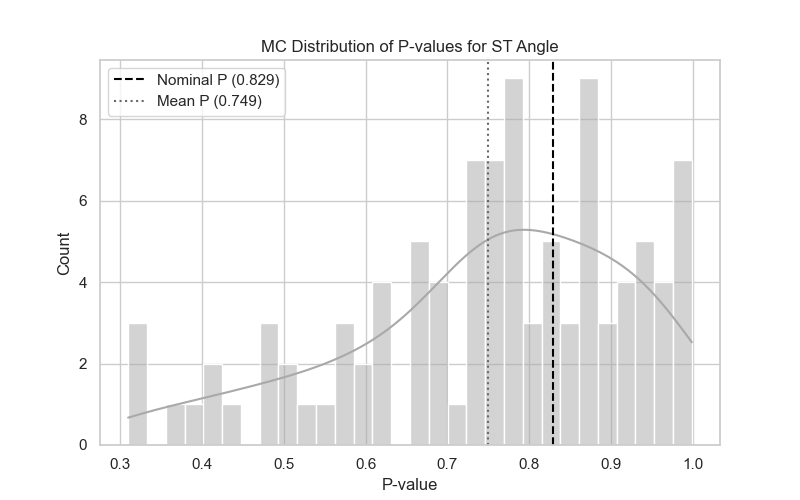 MC Distribution of P-values for ST Angle
Nominal P (0.829)
Mean P (0.749)
Count
8
6
4
2
0
0.3 0.4 0.5 0.6 0.7 0.8 0.9 1.0
P-value